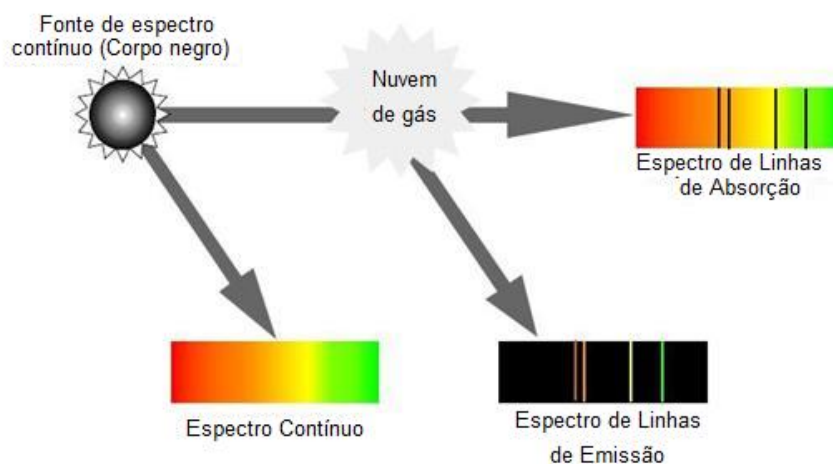 Fonte de espectro
contínuo (Corpo negro)
Nuvem
de gás
Espectro de Linhas
de Absorção
Espectro Contínuo
Espectro de Linhas
de Emissão